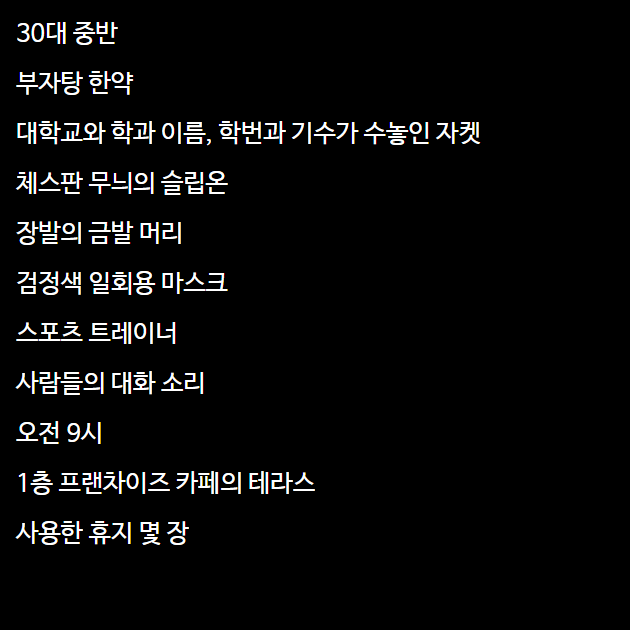 30대 중반
부자탕 한약
대학교와 학과 이름, 학번과 기수가 수놓인 자켓
체스판 무늬의 슬립온
장발의 금발 머리
검정색 일회용 마스크
스포츠 트레이너
사람들의 대화 소리
오전 9시
1층 프랜차이즈 카페의 테라스
사용한 휴지 몇 장